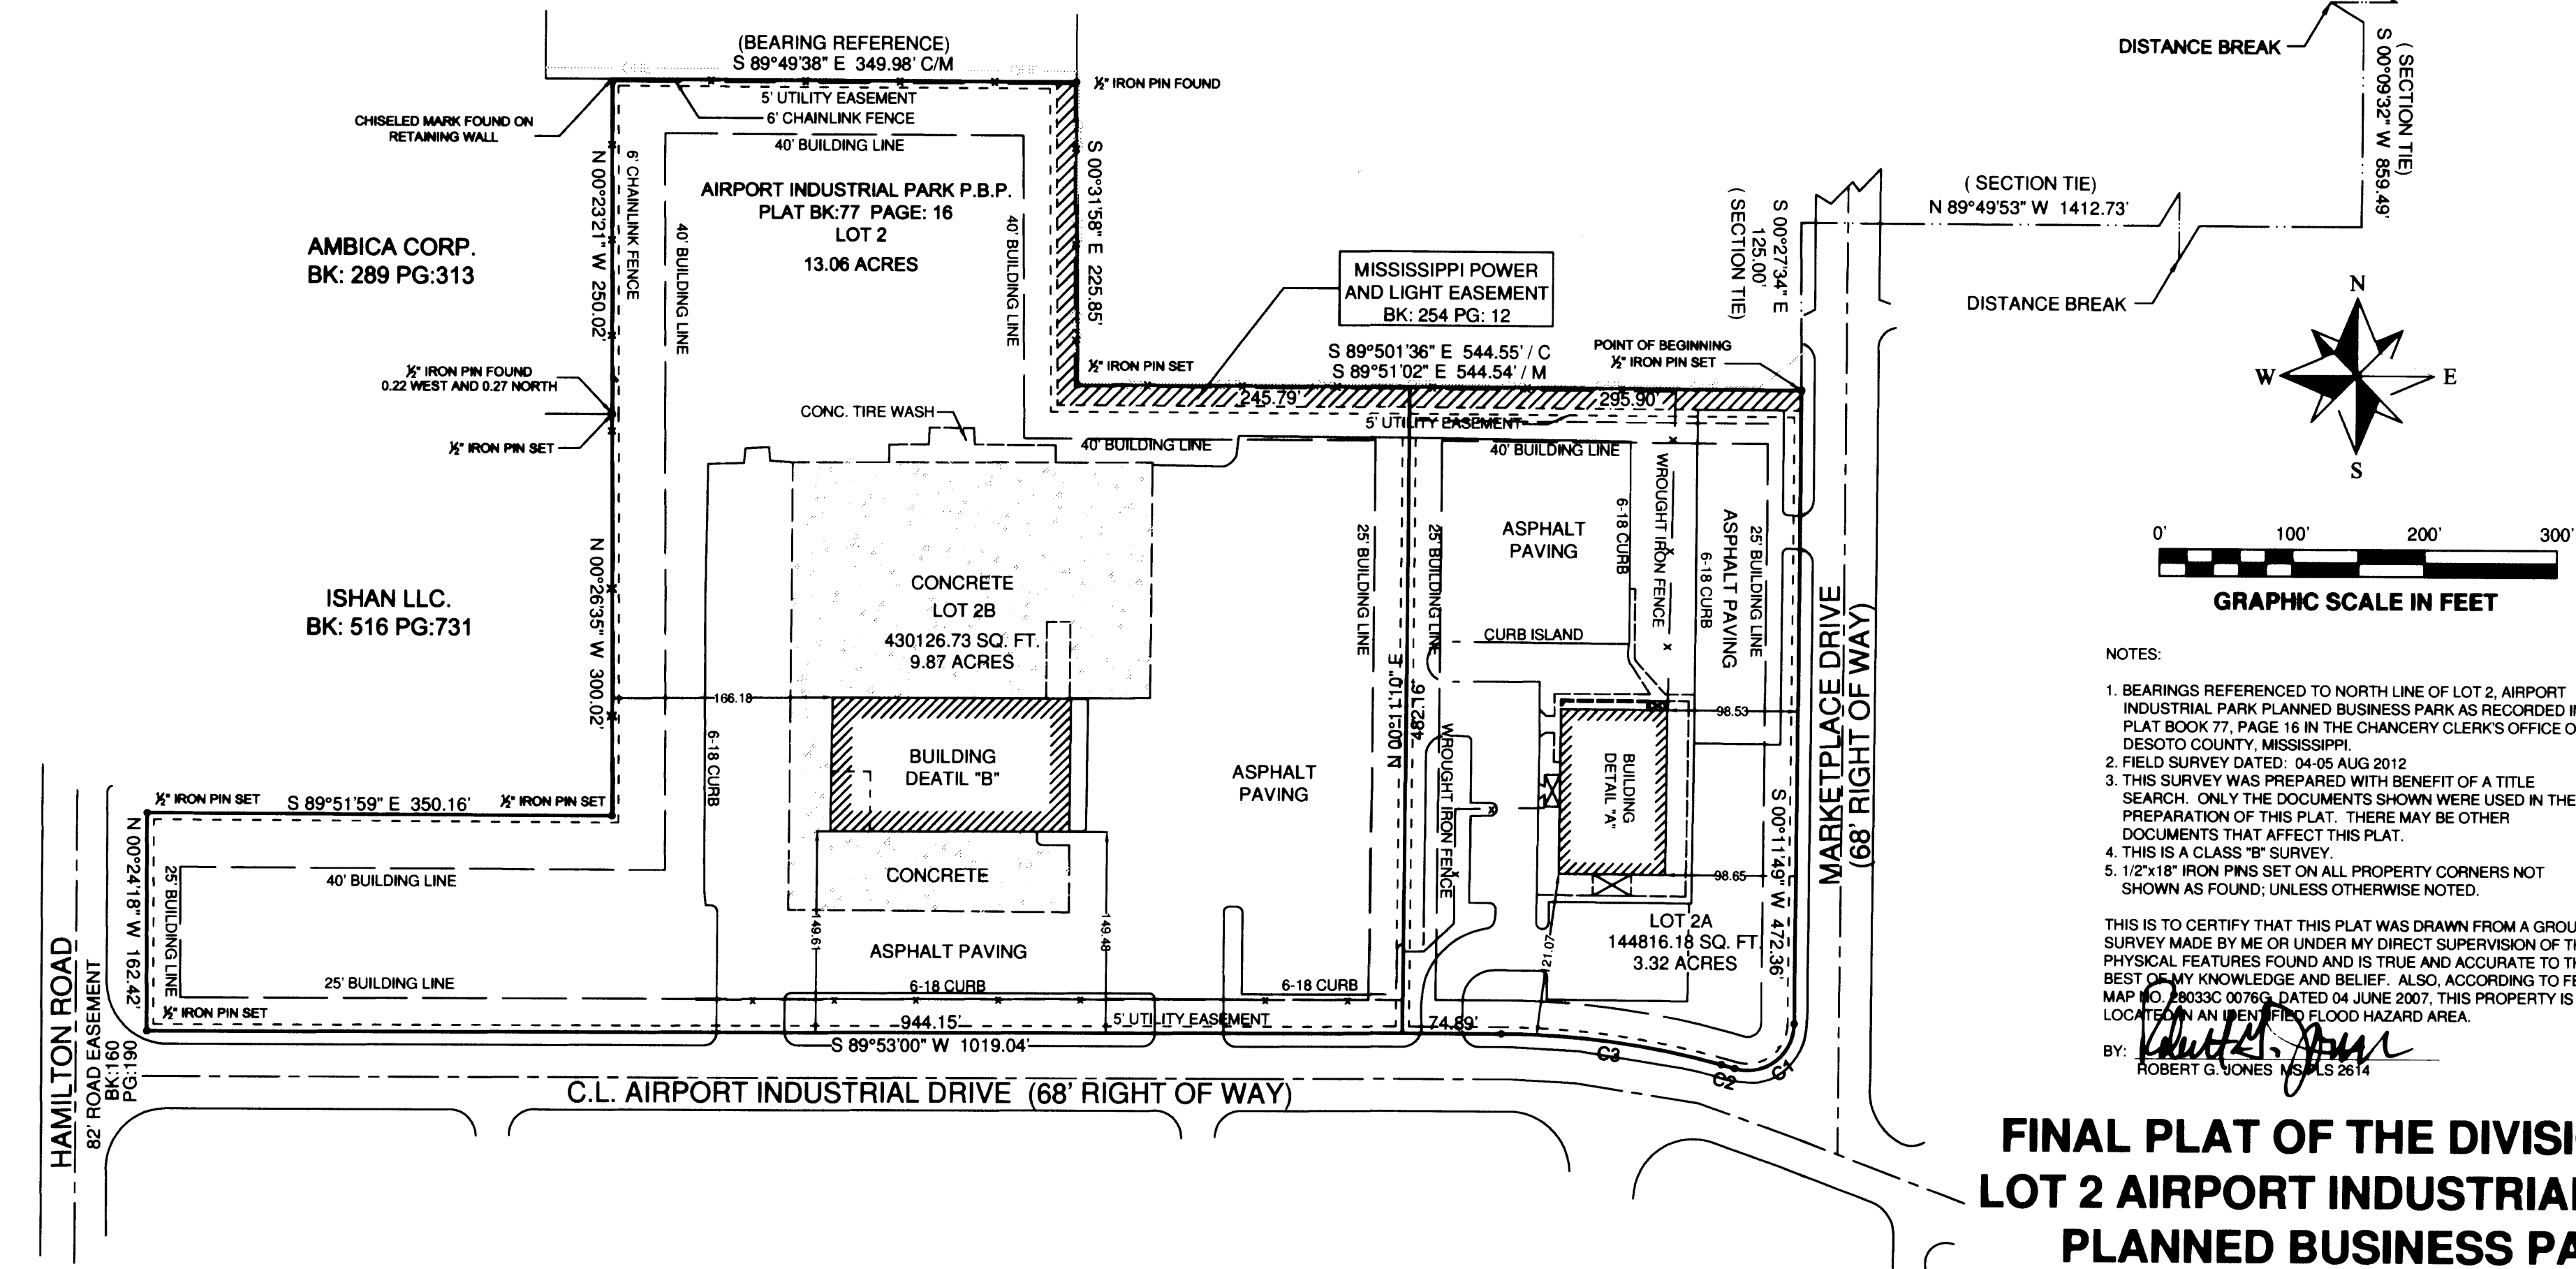 (BEARING REFERENCE)
S 89°49'38" E 349.98' C/M
½" IRON PIN FOUND
5' UTILITY EASEMENT
6' CHAINLINK FENCE
CHISELED MARK FOUND ON
RETAINING WALL
40' BUILDING LINE
N 00°23'21" W 250.02'
6' CHAINLINK FENCE
40' BUILDING LINE
AIRPORT INDUSTRIAL PARK P.B.P.
PLAT BK:77 PAGE: 16
LOT 2
13.06 ACRES
40' BUILDING LINE
S 00°31'58" E 225.85'
AMBICA CORP.
BK: 289 PG:313
MISSISSIPPI POWER
AND LIGHT EASEMENT
BK: 254 PG: 12
½" IRON PIN SET
S 89°501'36" E 544.55' / C
S 89°51'02" E 544.54' / M
POINT OF BEGINNING
½" IRON PIN SET
S 00°27'34" E
125.00'
(SECTION TIE)
( SECTION TIE)
N 89°49'53" W 1412.73'
DISTANCE BREAK
(SECTION TIE)
S 00°09'32" W 859.49'
DISTANCE BREAK
N
W
E
S
½" IRON PIN FOUND
0.22 WEST AND 0.27 NORTH
½" IRON PIN SET
CONC. TIRE WASH
245.79'
295.90'
5' UTILITY EASEMENT
40' BUILDING LINE
40' BUILDING LINE
ISHAN LLC.
BK: 516 PG:731
N 00°26'35" W 300.02'
CONCRETE
LOT 2B
430126.73 SQ. FT.
9.87 ACRES
25' BUILDING LINE
25' BUILDING LINE
ASPHALT
PAVING
6-18 CURB
WROUGHT IRON FENCE
6-18 CURB
ASPHALT PAVING
25' BUILDING LINE
CURB ISLAND
166.18
6-18 CURB
BUILDING
DEATIL "B"
CONCRETE
149.61
149.48
ASPHALT PAVING
ASPHALT
PAVING
N 00°11'10" E
482.16'
WROUGHT IRON FENCE
BUILDING
DETAIL "A"
98.53
98.65
121.07
LOT 2A
144816.18 SQ. FT.
3.32 ACRES
S 00°11'49" W 472.36'
MARKETPLACE DRIVE
(68' RIGHT OF WAY)
½" IRON PIN SET
S 89°51'59" E 350.16'
½" IRON PIN SET
N 00°24'18" W 162.42'
25' BUILDING LINE
40' BUILDING LINE
25' BUILDING LINE
½" IRON PIN SET
6-18 CURB
6-18 CURB
944.15'
5' UTILITY EASEMENT
74.89'
S 89°53'00" W 1019.04'
C3
C2
C1
HAMILTON ROAD
82' ROAD EASEMENT
BK:160
PG:190
C.L. AIRPORT INDUSTRIAL DRIVE (68' RIGHT OF WAY)
0'
100'
200'
300'
GRAPHIC SCALE IN FEET
NOTES:
1. BEARINGS REFERENCED TO NORTH LINE OF LOT 2, AIRPORT
INDUSTRIAL PARK PLANNED BUSINESS PARK AS RECORDED I
PLAT BOOK 77, PAGE 16 IN THE CHANCERY CLERK'S OFFICE O
DESOTO COUNTY, MISSISSIPPI.
2. FIELD SURVEY DATED: 04-05 AUG 2012
3. THIS SURVEY WAS PREPARED WITH BENEFIT OF A TITLE
SEARCH. ONLY THE DOCUMENTS SHOWN WERE USED IN THE
PREPARATION OF THIS PLAT. THERE MAY BE OTHER
DOCUMENTS THAT AFFECT THIS PLAT.
4. THIS IS A CLASS "B" SURVEY.
5. 1/2"x18" IRON PINS SET ON ALL PROPERTY CORNERS NOT
SHOWN AS FOUND; UNLESS OTHERWISE NOTED.
THIS IS TO CERTIFY THAT THIS PLAT WAS DRAWN FROM A GROU
SURVEY MADE BY ME OR UNDER MY DIRECT SUPERVISION OF T
PHYSICAL FEATURES FOUND AND IS TRUE AND ACCURATE TO T
BEST OF MY KNOWLEDGE AND BELIEF. ALSO, ACCORDING TO FE
MAP NO. 28033C 0076G, DATED 04 JUNE 2007, THIS PROPERTY IS
LOCATED IN AN IDENTIFIED FLOOD HAZARD AREA.
BY: Robert G. Jones
ROBERT G. JONES MS PLS 2614
FINAL PLAT OF THE DIVISI
LOT 2 AIRPORT INDUSTRIA
PLANNED BUSINESS PA